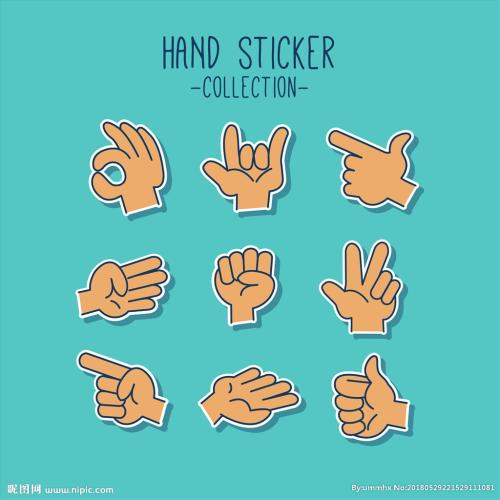 HAND STICKER
-COLLECTION-
昵图网 www.nipic.com
By:ummhx No:20180529221529111081